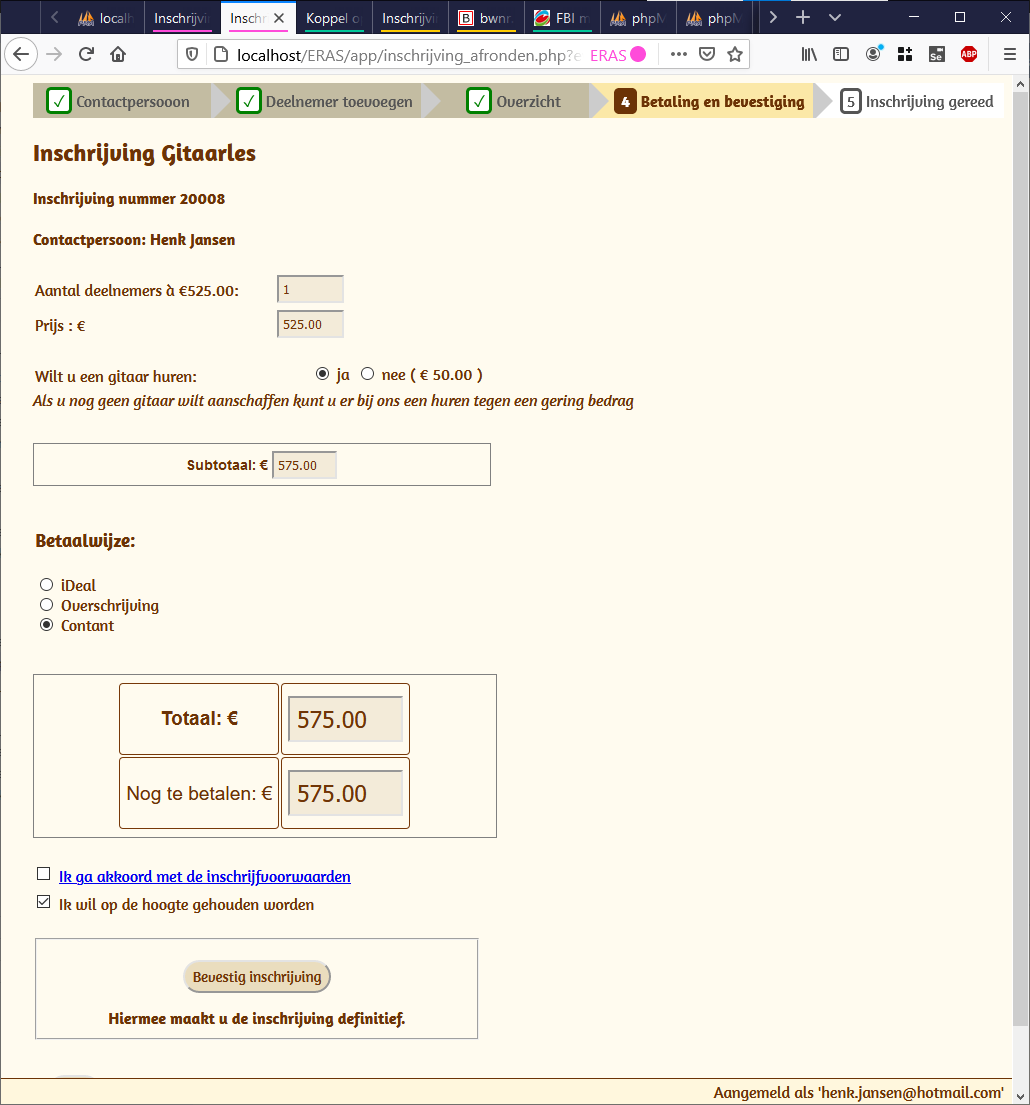 localh Inschrijvi Inschr Koppel o Inschrijvi bwnr. FBI m phpM phpM
localhost/ERAS/app/inschrijving_afronden.php?e ERAS
Contactpersooon Deelnemer toevoegen Overzicht 4 Betaling en bevestiging 5 Inschrijving gereed
Inschrijving Gitaarles
Inschrijving nummer 20008
Contactpersoon: Henk Jansen
Aantal deelnemers à €525.00: 1
Prijs : € 525.00
Wilt u een gitaar huren: ja nee ( € 50.00 )
Als u nog geen gitaar wilt aanschaffen kunt u er bij ons een huren tegen een gering bedrag
Subtotaal: € 575.00
Betaalwijze:
iDeal
Overschrijving
Contant
Totaal: € 575.00
Nog te betalen: € 575.00
Ik ga akkoord met de inschrijfvoorwaarden
Ik wil op de hoogte gehouden worden
Bevestig inschrijving
Hiermee maakt u de inschrijving definitief.
Aangemeld als 'henk.jansen@hotmail.com'